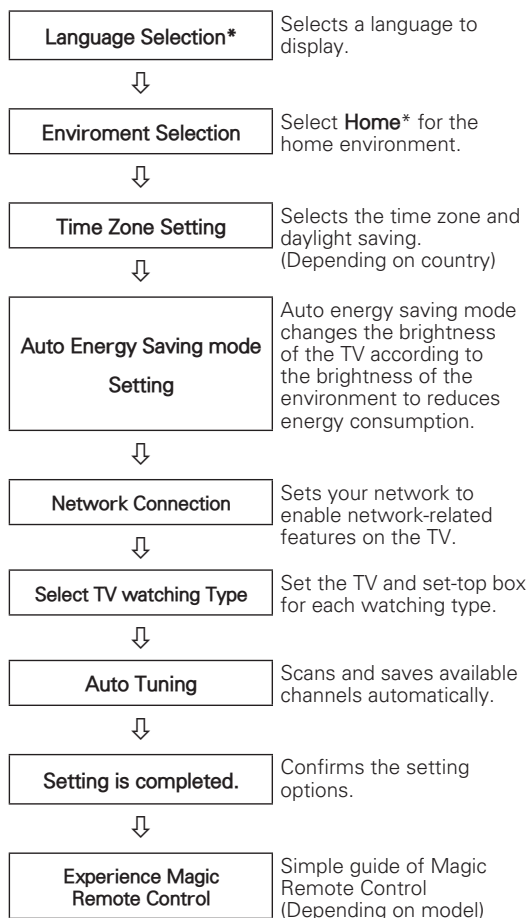 Language Selection*
Selects a language to
display.
⇩
Enviroment Selection
Select Home* for the
home environment.
⇩
Time Zone Setting
Selects the time zone and
daylight saving.
(Depending on country)
⇩
Auto Energy Saving mode
Setting
Auto energy saving mode
changes the brightness
of the TV according to
the brightness of the
environment to reduces
energy consumption.
⇩
Network Connection
Sets your network to
enable network-related
features on the TV.
⇩
Select TV watching Type
Set the TV and set-top box
for each watching type.
⇩
Auto Tuning
Scans and saves available
channels automatically.
⇩
Setting is completed.
Confirms the setting
options.
⇩
Experience Magic
Remote Control
Simple guide of Magic
Remote Control
(Depending on model)